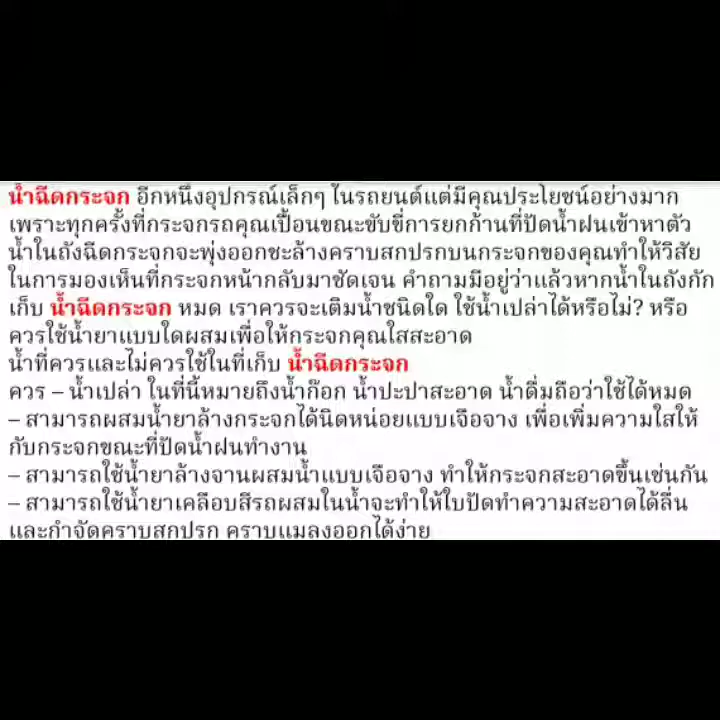 น้ำฉีดกระจก อีกหนึ่งอุปกรณ์เล็กๆ ในรถยนต์แต่มีคุณประโยชน์อย่างมาก
เพราะทุกครั้งที่กระจกรถคุณเปื้อนขณะขับขี่การยกก้านที่ปัดน้ำฝนเข้าหาตัว
น้ำในถังฉีดกระจกจะพุ่งออกชะล้างคราบสกปรกบนกระจกของคุณทำให้วิสัย
ในการมองเห็นที่กระจกหน้ากลับมาชัดเจน คำถามมีอยู่ว่าแล้วหากน้ำในถังกัก
เก็บ น้ำฉีดกระจก หมด เราควรจะเติมน้ำชนิดใด ใช้น้ำเปล่าได้หรือไม่? หรือ
ควรใช้น้ำยาแบบใดผสมเพื่อให้กระจกคุณใสสะอาด
น้ำที่ควรและไม่ควรใช้ในที่เก็บ น้ำฉีดกระจก
ควร – น้ำเปล่า ในที่นี้หมายถึงน้ำก๊อก น้ำปะปาสะอาด น้ำดื่มถือว่าใช้ได้หมด
– สามารถผสมน้ำยาล้างกระจกได้นิดหน่อยแบบเจือจาง เพื่อเพิ่มความใสให้
กับกระจกขณะที่ปัดน้ำฝนทำงาน
– สามารถใช้น้ำยาล้างจานผสมน้ำแบบเจือจาง ทำให้กระจกสะอาดขึ้นเช่นกัน
– สามารถใช้น้ำยาเคลือบสีรถผสมในน้ำจะทำให้ใบปัดทำความสะอาดได้ลื่น
และกำจัดคราบสกปรก คราบแมลงออกได้ง่าย